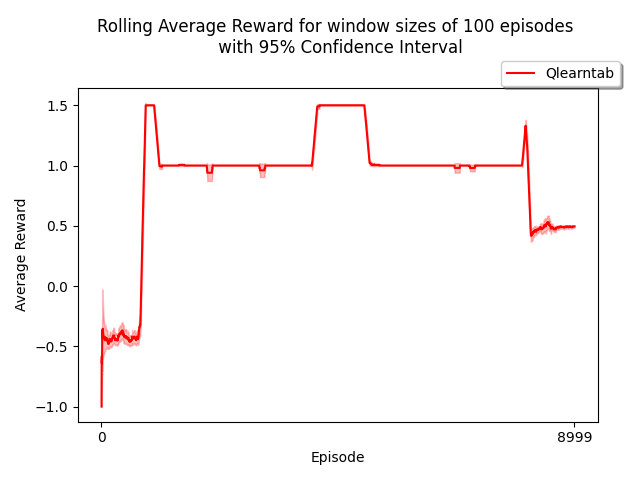 Rolling Average Reward for window sizes of 100 episodes
with 95% Confidence Interval
Qlearntab
1.5
1.0
0.5
0.0
−0.5
−1.0
Average Reward
0
8999
Episode